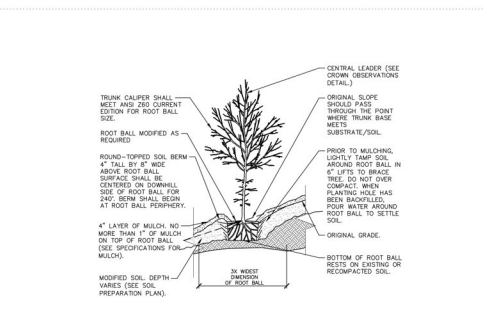 CENTRAL LEADER (SEE
CROWN OBSERVATIONS
DETAIL.)
TRUNK CALIPER SHALL
MEET ANSI Z60 CURRENT
EDITION FOR ROOT BALL
SIZE.
ORIGINAL SLOPE
SHOULD PASS
THROUGH THE POINT
WHERE TRUNK BASE
MEETS
SUBSTRATE/SOIL.
ROOT BALL MODIFIED AS
REQUIRED
ROUND-TOPPED SOIL BERM
4" TALL BY 8" WIDE
ABOVE ROOT BALL
SURFACE SHALL BE
CENTERED ON DOWNHILL
SIDE OF ROOT BALL FOR
240°. BERM SHALL BEGIN
AT ROOT BALL PERIPHERY.
PRIOR TO MULCHING,
LIGHTLY TAMP SOIL
AROUND ROOT BALL IN
6" LIFTS TO BRACE
TREE. DO NOT OVER
COMPACT. WHEN
PLANTING HOLE HAS
BEEN BACKFILLED,
POUR WATER AROUND
ROOT BALL TO SETTLE
SOIL.
4" LAYER OF MULCH. NO
MORE THAN 1" OF MULCH
ON TOP OF ROOT BALL
(SEE SPECIFICATIONS FOR
MULCH).
ORIGINAL GRADE.
BOTTOM OF ROOT BALL
RESTS ON EXISTING OR
RECOMPACTED SOIL.
MODIFIED SOIL. DEPTH
VARIES (SEE SOIL
PREPARATION PLAN).
3X WIDEST
DIMENSION
OF ROOT BALL